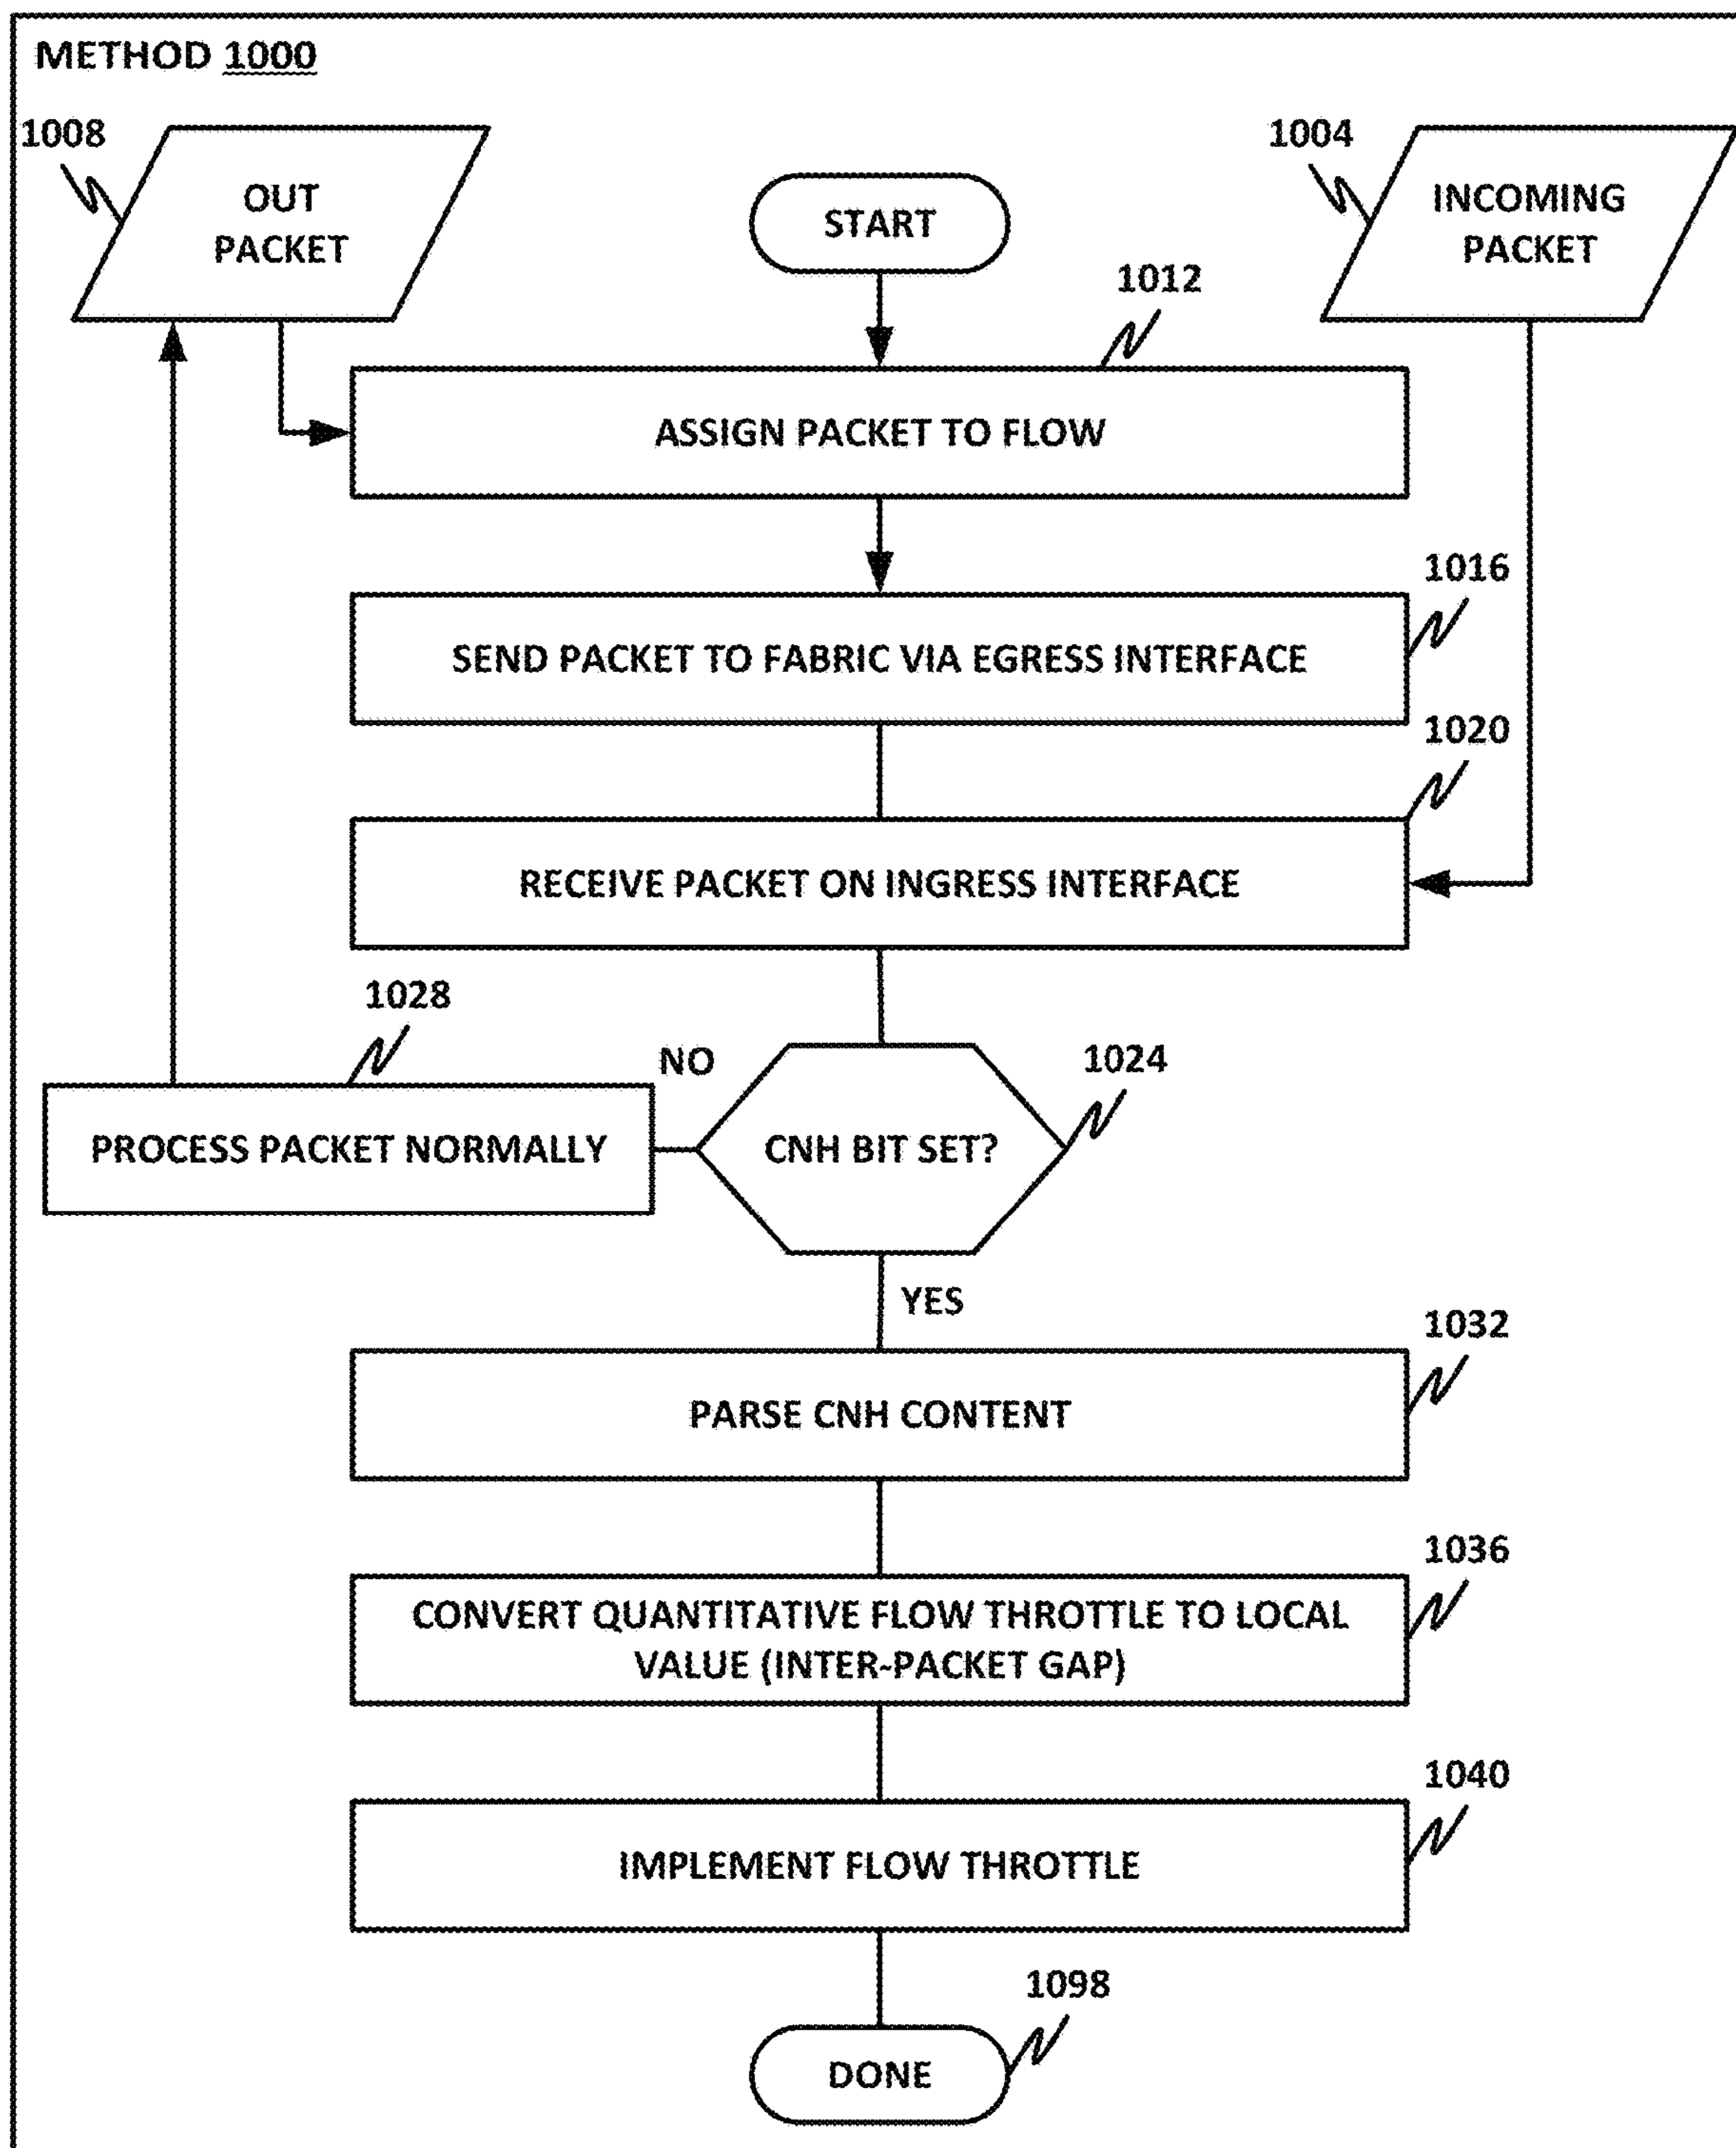 METHOD 1000
1008
OUT
PACKET
START
1004
INCOMING
PACKET
1012
ASSIGN PACKET TO FLOW
1016
SEND PACKET TO FABRIC VIA EGRESS INTERFACE
1020
RECEIVE PACKET ON INGRESS INTERFACE
1028
PROCESS PACKET NORMALLY
NO
1024
CNH BIT SET?
YES
1032
PARSE CNH CONTENT
1036
CONVERT QUANTITATIVE FLOW THROTTLE TO LOCAL
VALUE (INTER-PACKET GAP)
1040
IMPLEMENT FLOW THROTTLE
1098
DONE